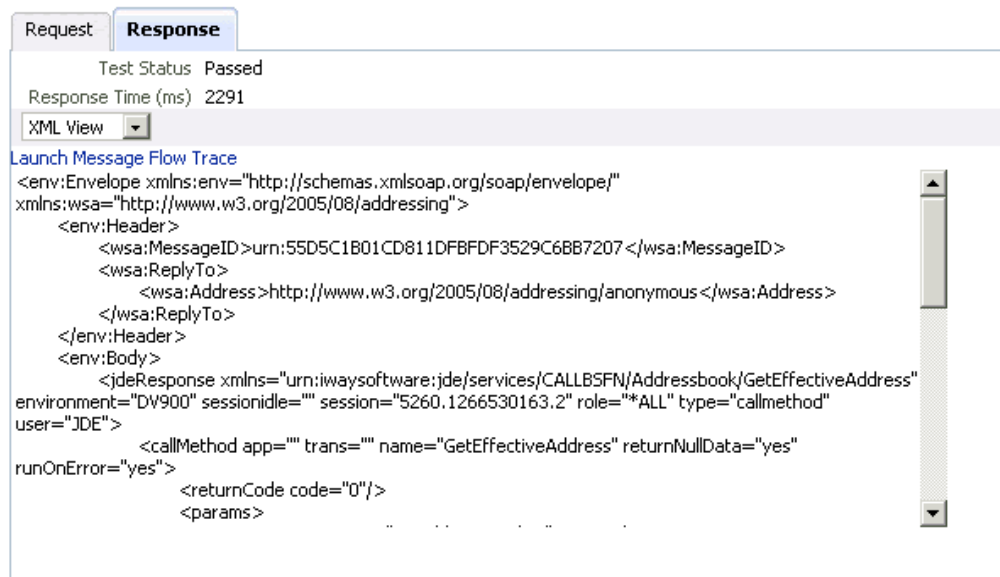 Request Response
Test Status Passed
Response Time (ms) 2291
XML View
Launch Message Flow Trace
<env:Envelope xmlns:env="http://schemas.xmlsoap.org/soap/envelope/"
xmlns:wsa="http://www.w3.org/2005/08/addressing">
<env:Header>
<wsa:MessageID>urn:55D5C1B01CD811DFBFDF3529C6BB7207</wsa:MessageID>
<wsa:ReplyTo>
<wsa:Address>http://www.w3.org/2005/08/addressing/anonymous</wsa:Address>
</wsa:ReplyTo>
</env:Header>
<env:Body>
<jdeResponse xmlns="urn:iwaysoftware:jde/services/CALLBSFN/Addressbook/GetEffectiveAddress"
environment="DV900" sessionidle="" session="5260.1266530163.2" role="*ALL" type="callmethod"
user="JDE">
<callMethod app="" trans="" name="GetEffectiveAddress" returnNullData="yes"
runOnError="yes">
<returnCode code="0"/>
<params>